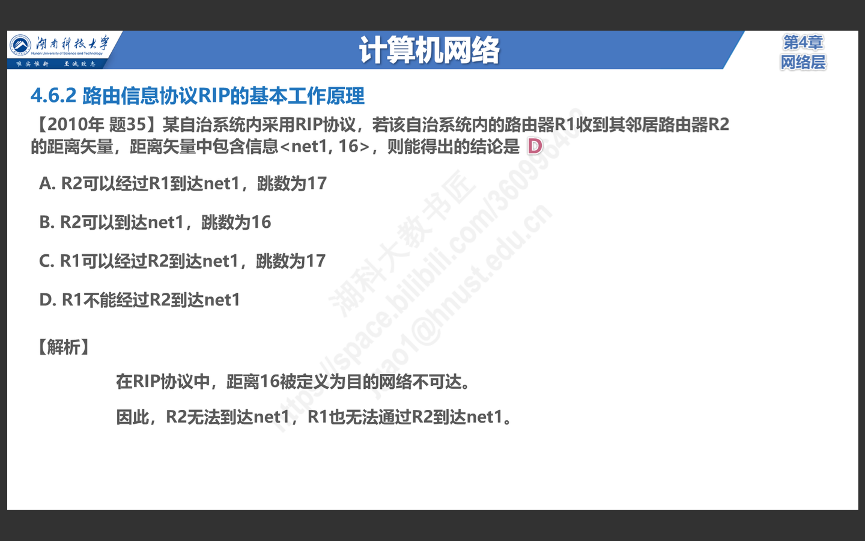 湖南科技大学
Hunan University of Science and Technology
唯实惟新 至诚致志
计算机网络
第4章
网络层
4.6.2 路由信息协议RIP的基本工作原理
【2010年 题35】某自治系统内采用RIP协议，若该自治系统内的路由器R1收到其邻居路由器R2
的距离矢量，距离矢量中包含信息<net1, 16>，则能得出的结论是 D
A. R2可以经过R1到达net1，跳数为17
B. R2可以到达net1，跳数为16
C. R1可以经过R2到达net1，跳数为17
D. R1不能经过R2到达net1
【解析】
在RIP协议中，距离16被定义为目的网络不可达。
因此，R2无法到达net1，R1也无法通过R2到达net1。
湖科大教书匠